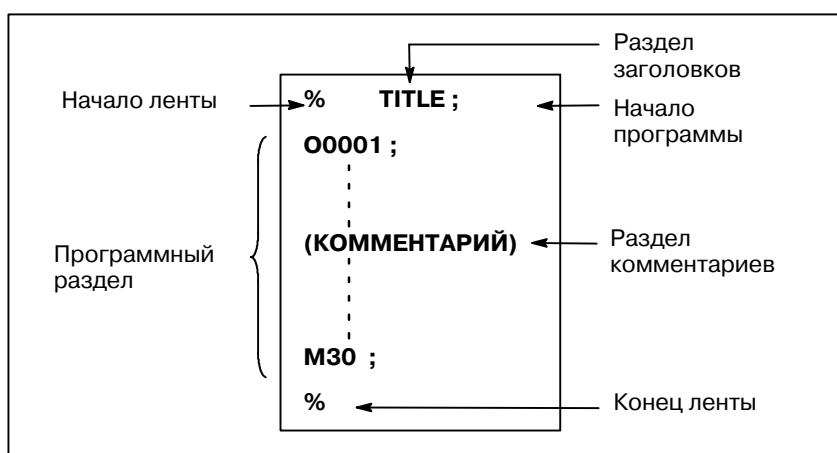 Раздел
заголовков
Начало ленты
% TITLE ;
Начало
программы
O0001 ;
Программный
раздел
(КОММЕНТАРИЙ)
Раздел
комментариев
M30 ;
%
Конец ленты